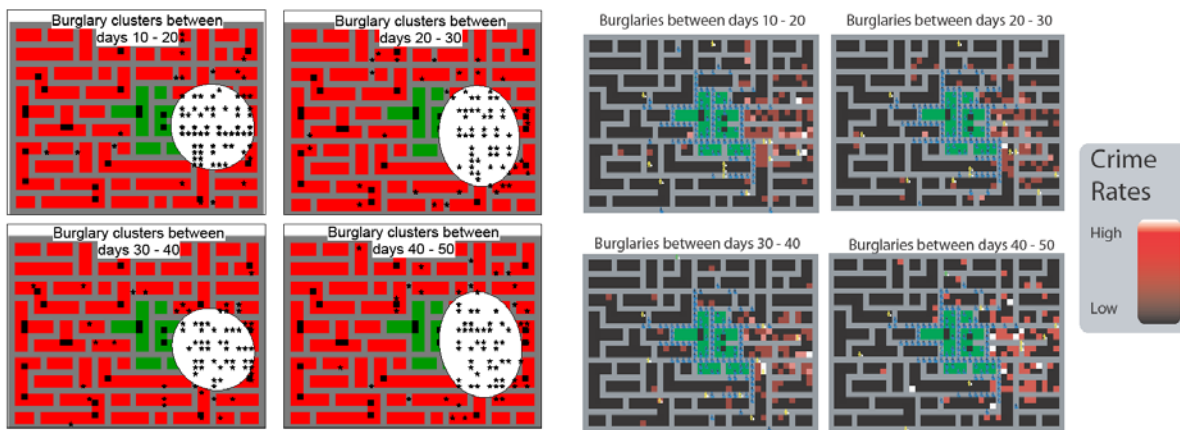 Burglary clusters between
days 10 - 20
Burglary clusters between
days 20 - 30
Burglaries between days 10 - 20
Burglaries between days 20 - 30
Burglary clusters between
days 30 - 40
Burglary clusters between
days 40 - 50
Burglaries between days 30 - 40
Burglaries between days 40 - 50
Crime
Rates
High
Low